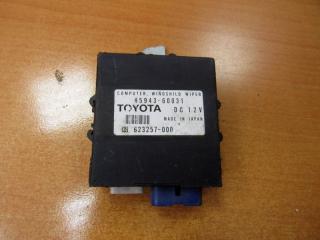 COMPUTER, WINDSHILD WIPER
85943-60031
TOYOTA DC 12V
MADE IN JAPAN
623257-000